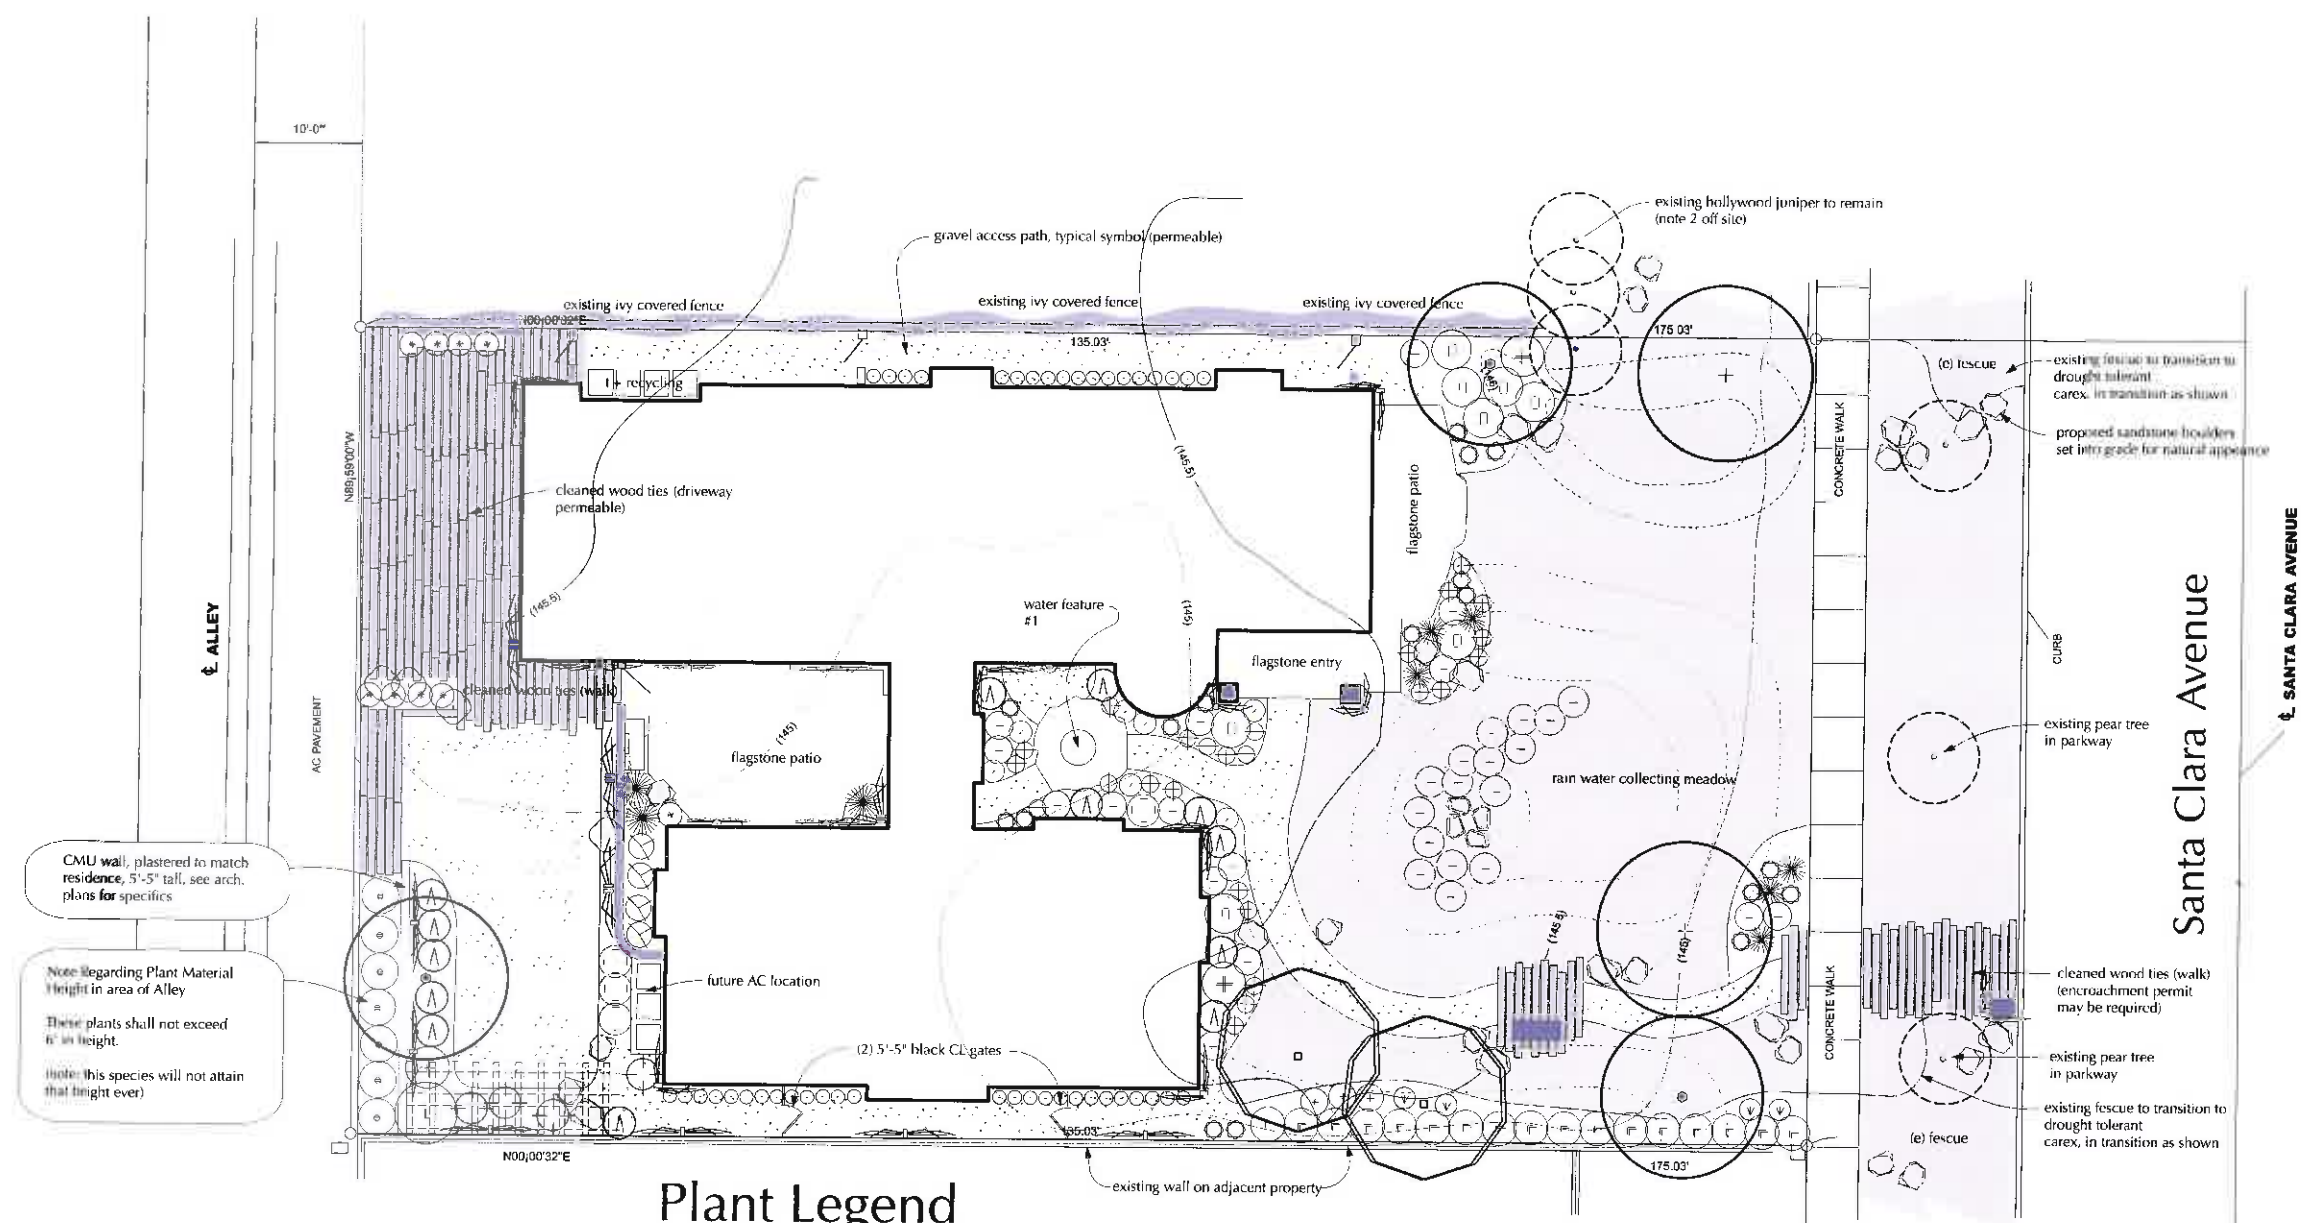 10'-0"
existing hollywood juniper to remain
(note 2 off site)
gravel access path, typical symbol (permeable)
existing ivy covered fence
existing ivy covered fence
existing ivy covered fence
N00¡00'32"E
135.03'
175.03'
t + recycling
(145)
(e) fescue
existing fescue to transition to
drought tolerant
carex, in transition as shown
proposed sandstone boulders
set into grade for natural appearance
CONCRETE WALK
N89¡59'00"W
cleaned wood ties (driveway
permeable)
(145.5)
flagstone patio
(145.5)
water feature
#1
(145)
flagstone entry
℄ ALLEY
AC PAVEMENT
cleaned wood ties (walk)
(145)
flagstone patio
rain water collecting meadow
existing pear tree
in parkway
CURB
Santa Clara Avenue
℄ SANTA CLARA AVENUE
CMU wall, plastered to match
residence, 5'-5" tall, see arch.
plans for specifics
Note Regarding Plant Material
Height in area of Alley
These plants shall not exceed
6' in height.
(note: this species will not attain
that height ever)
future AC location
(2) 5'-5" black CL gates
(145.5)
(145)
CONCRETE WALK
cleaned wood ties (walk)
(encroachment permit
may be required)
existing pear tree
in parkway
existing fescue to transition to
drought tolerant
carex, in transition as shown
(e) fescue
N00¡00'32"E
135.03'
175.03'
existing wall on adjacent property
Plant Legend